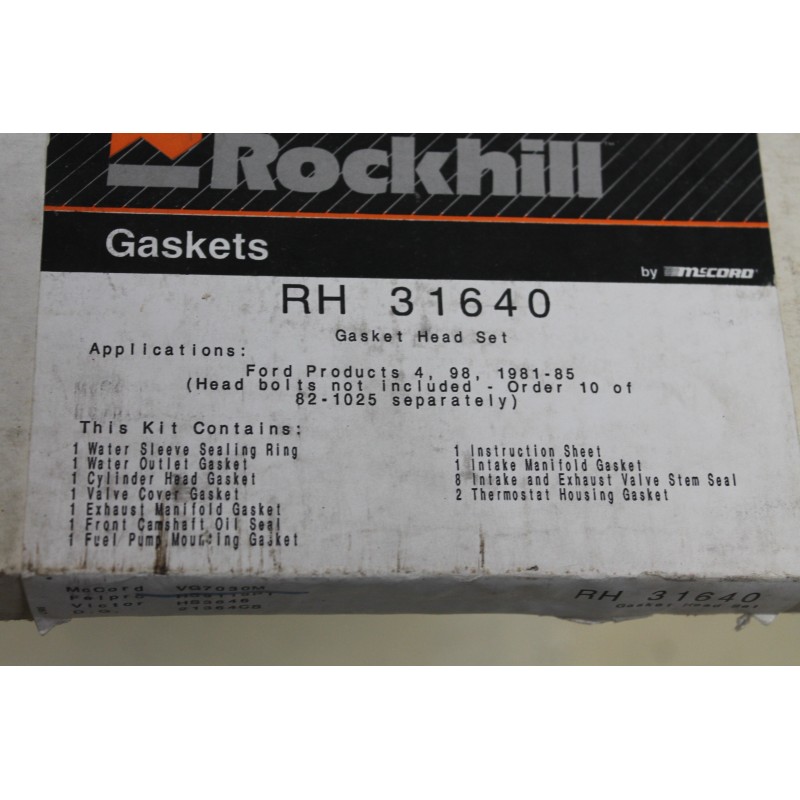 Rockhill
Gaskets
by McCORD
RH 31640
Gasket Head Set
Applications:
Ford Products 4, 98, 1981-85
(Head bolts not included - Order 10 of
82-1025 separately)
This Kit Contains:
1 Water Sleeve Sealing Ring
1 Water Outlet Gasket
1 Cylinder Head Gasket
1 Valve Cover Gasket
1 Exhaust Manifold Gasket
1 Front Camshaft Oil Seal
1 Fuel Pump Mounting Gasket
1 Instruction Sheet
1 Intake Manifold Gasket
8 Intake and Exhaust Valve Stem Seal
2 Thermostat Housing Gasket
McCord VG7030M
Felpro
Victor
RH 31640
Gasket Head Set